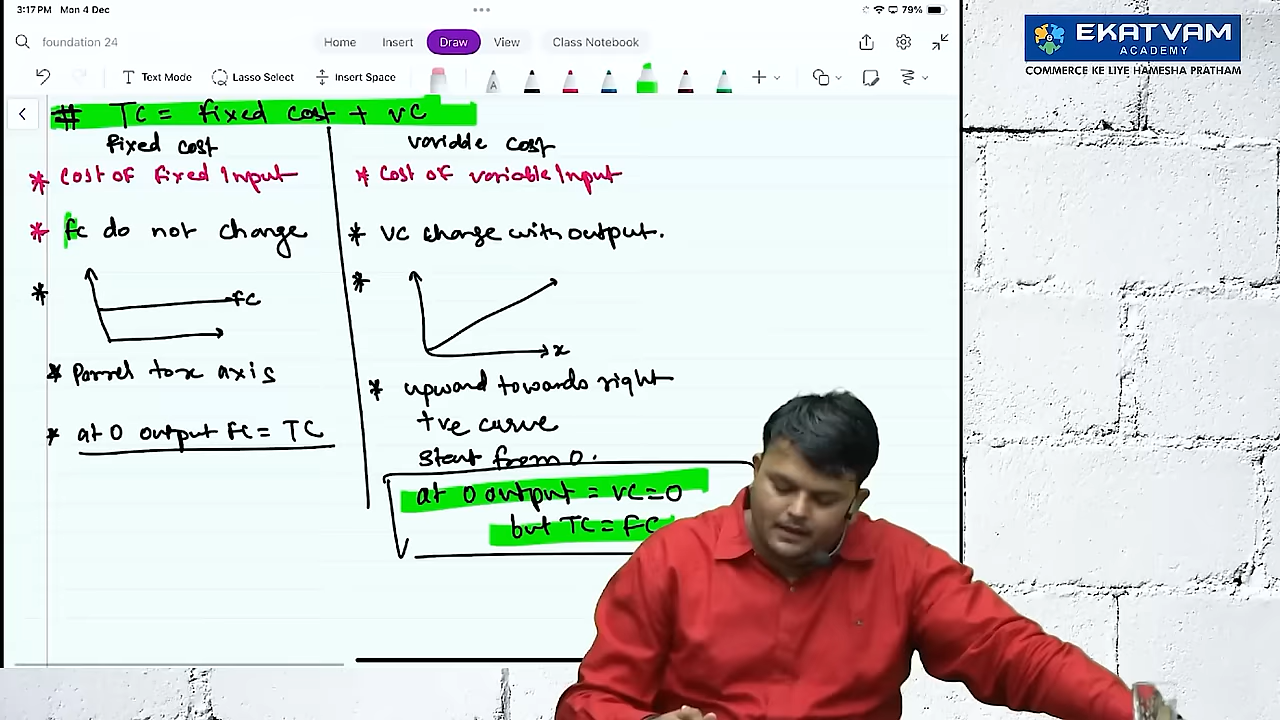 3:17PM Mon 4 Dec
79%
foundation 24
Home Insert Draw View Class Notebook
Text Mode Lasso Select Insert Space
EKATVAM
ACADEMY
COMMERCE KE LIYE HAMESHA PRATHAM
# TC = fixed cost + VC
fixed cost
* Cost of fixed Input
* fc do not change
*
fc
* Parrel to x axis
* at 0 output fc = TC
variable cost
* Cost of variable Input
* VC change with output.
*
x
* upward towards right
+ve curve
start from 0.
at 0 output = VC=0
but TC = FC